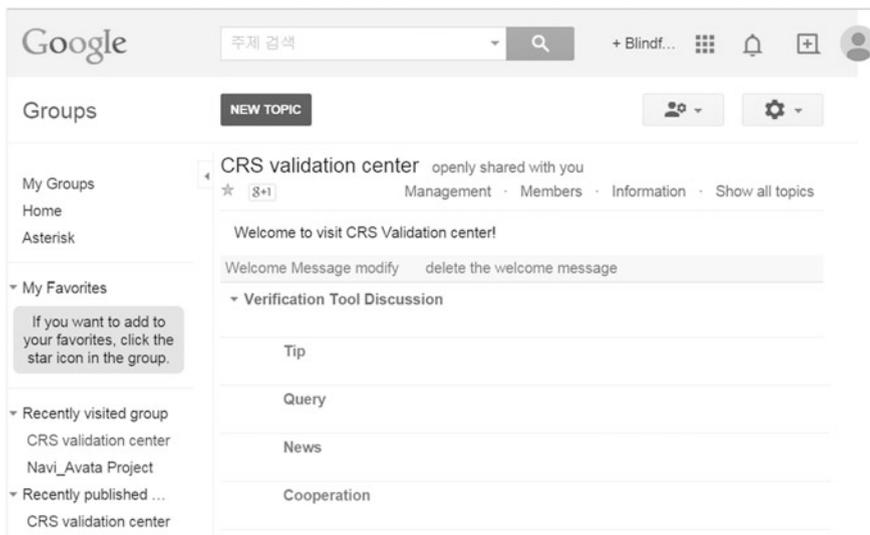 Google
주제 검색
+ Blindf...
Groups
NEW TOPIC
CRS validation center openly shared with you
8+1
Management · Members · Information · Show all topics
My Groups
Home
Asterisk
Welcome to visit CRS Validation center!
Welcome Message modify delete the welcome message
My Favorites
If you want to add to
your favorites, click the
star icon in the group.
Verification Tool Discussion
Tip
Query
News
Cooperation
Recently visited group
CRS validation center
Navi_Avata Project
Recently published ...
CRS validation center